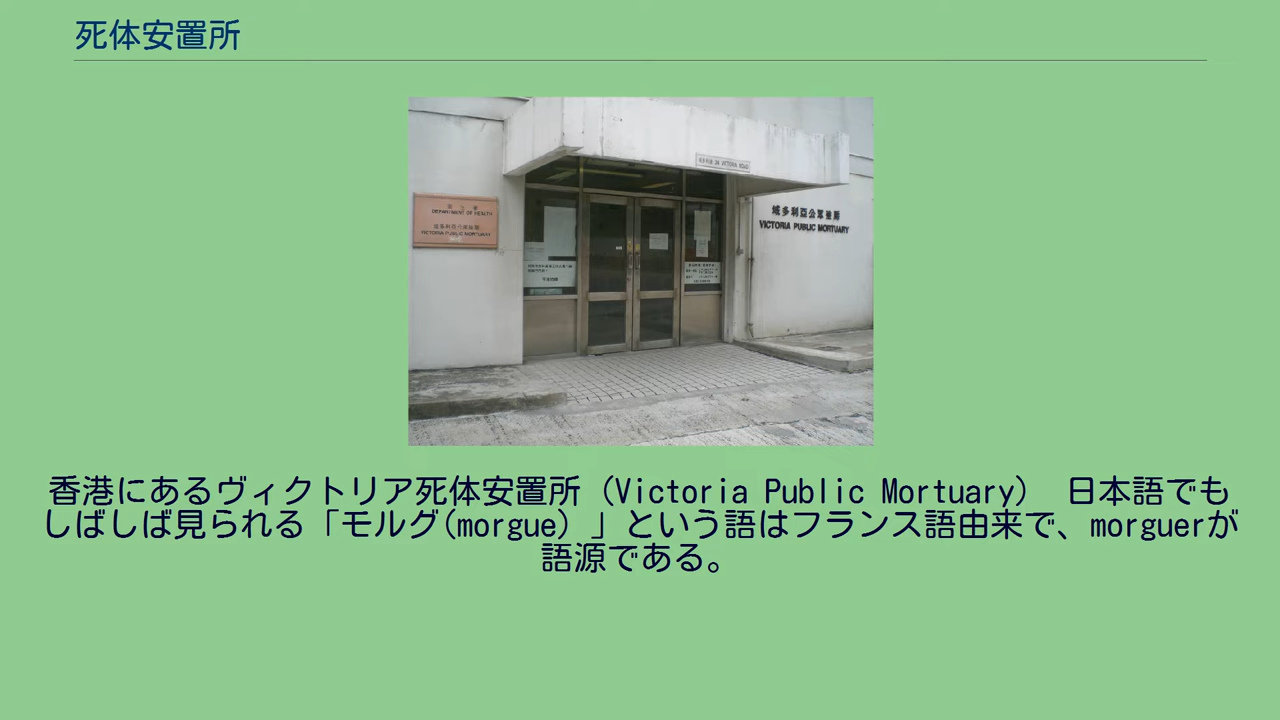 死体安置所
DEPARTMENT OF HEALTH
VICTORIA PUBLIC MORTUARY
VICTORIA ROAD
域多利亞公眾殮房
VICTORIA PUBLIC MORTUARY
香港にあるヴィクトリア死体安置所 (Victoria Public Mortuary) 日本語でも
しばしば見られる「モルグ(morgue) 」という語はフランス語由来で、morguerが
語源である。